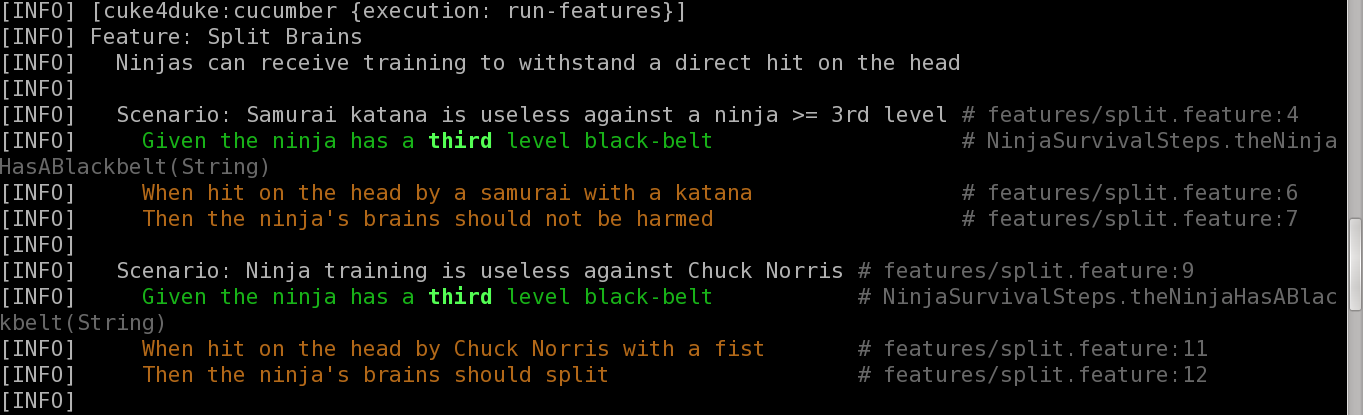 [INFO] [cuke4duke:cucumber {execution: run-features}]
[INFO] Feature: Split Brains
[INFO]   Ninjas can receive training to withstand a direct hit on the head
[INFO]
[INFO]   Scenario: Samurai katana is useless against a ninja >= 3rd level # features/split.feature:4
[INFO]     Given the ninja has a third level black-belt                   # NinjaSurvivalSteps.theNinja
HasABlackbelt(String)
[INFO]     When hit on the head by a samurai with a katana                # features/split.feature:6
[INFO]     Then the ninja's brains should not be harmed                   # features/split.feature:7
[INFO]
[INFO]   Scenario: Ninja training is useless against Chuck Norris # features/split.feature:9
[INFO]     Given the ninja has a third level black-belt           # NinjaSurvivalSteps.theNinjaHasABlac
kbelt(String)
[INFO]     When hit on the head by Chuck Norris with a fist       # features/split.feature:11
[INFO]     Then the ninja's brains should split                   # features/split.feature:12
[INFO]